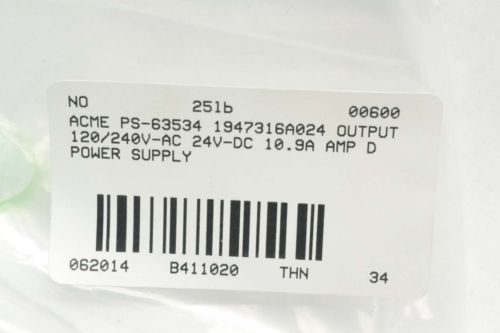 NO 25lb 00600
ACME PS-63534 1947316A024 OUTPUT
120/240V-AC 24V-DC 10.9A AMP D
POWER SUPPLY
062014 B411020 THN 34